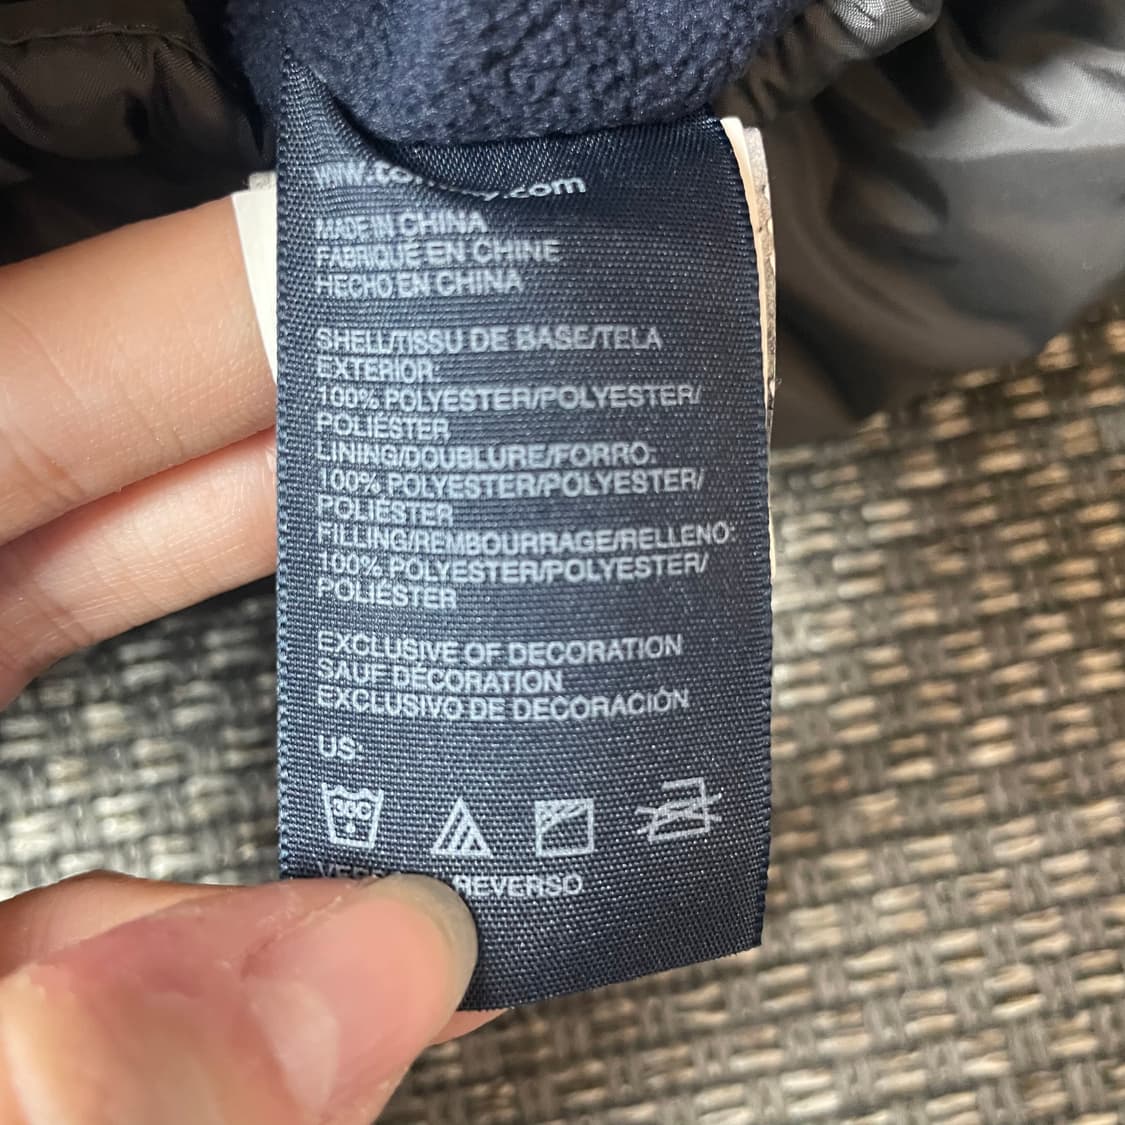 MADE IN CHINA
FABRIQUÉ EN CHINE
HECHO EN CHINA
SHELL/TISSU DE BASE/TELA
EXTERIOR:
100% POLYESTER/POLYESTER/
POLIÉSTER
LINING/DOUBLURE/FORRO:
100% POLYESTER/POLYESTER/
POLIÉSTER
FILLING/REMBOURRAGE/RELLENO:
100% POLYESTER/POLYESTER/
POLIÉSTER
EXCLUSIVE OF DECORATION
SAUF DÉCORATION
EXCLUSIVO DE DECORACIÓN
US:
REVERSO